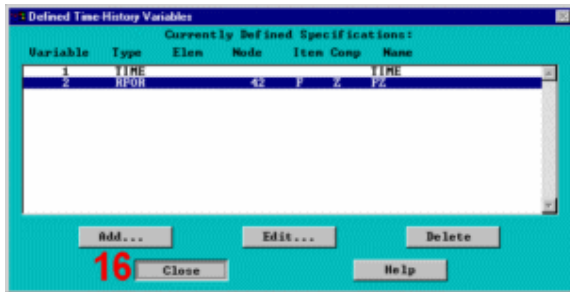 Defined Time-History Variables
Currently Defined Specifications:
Variable Type Elem Node Item Comp Name
1 TIME TIME
2 RFOR 42 F Z FZ
Add... Edit... Delete
16 Close Help